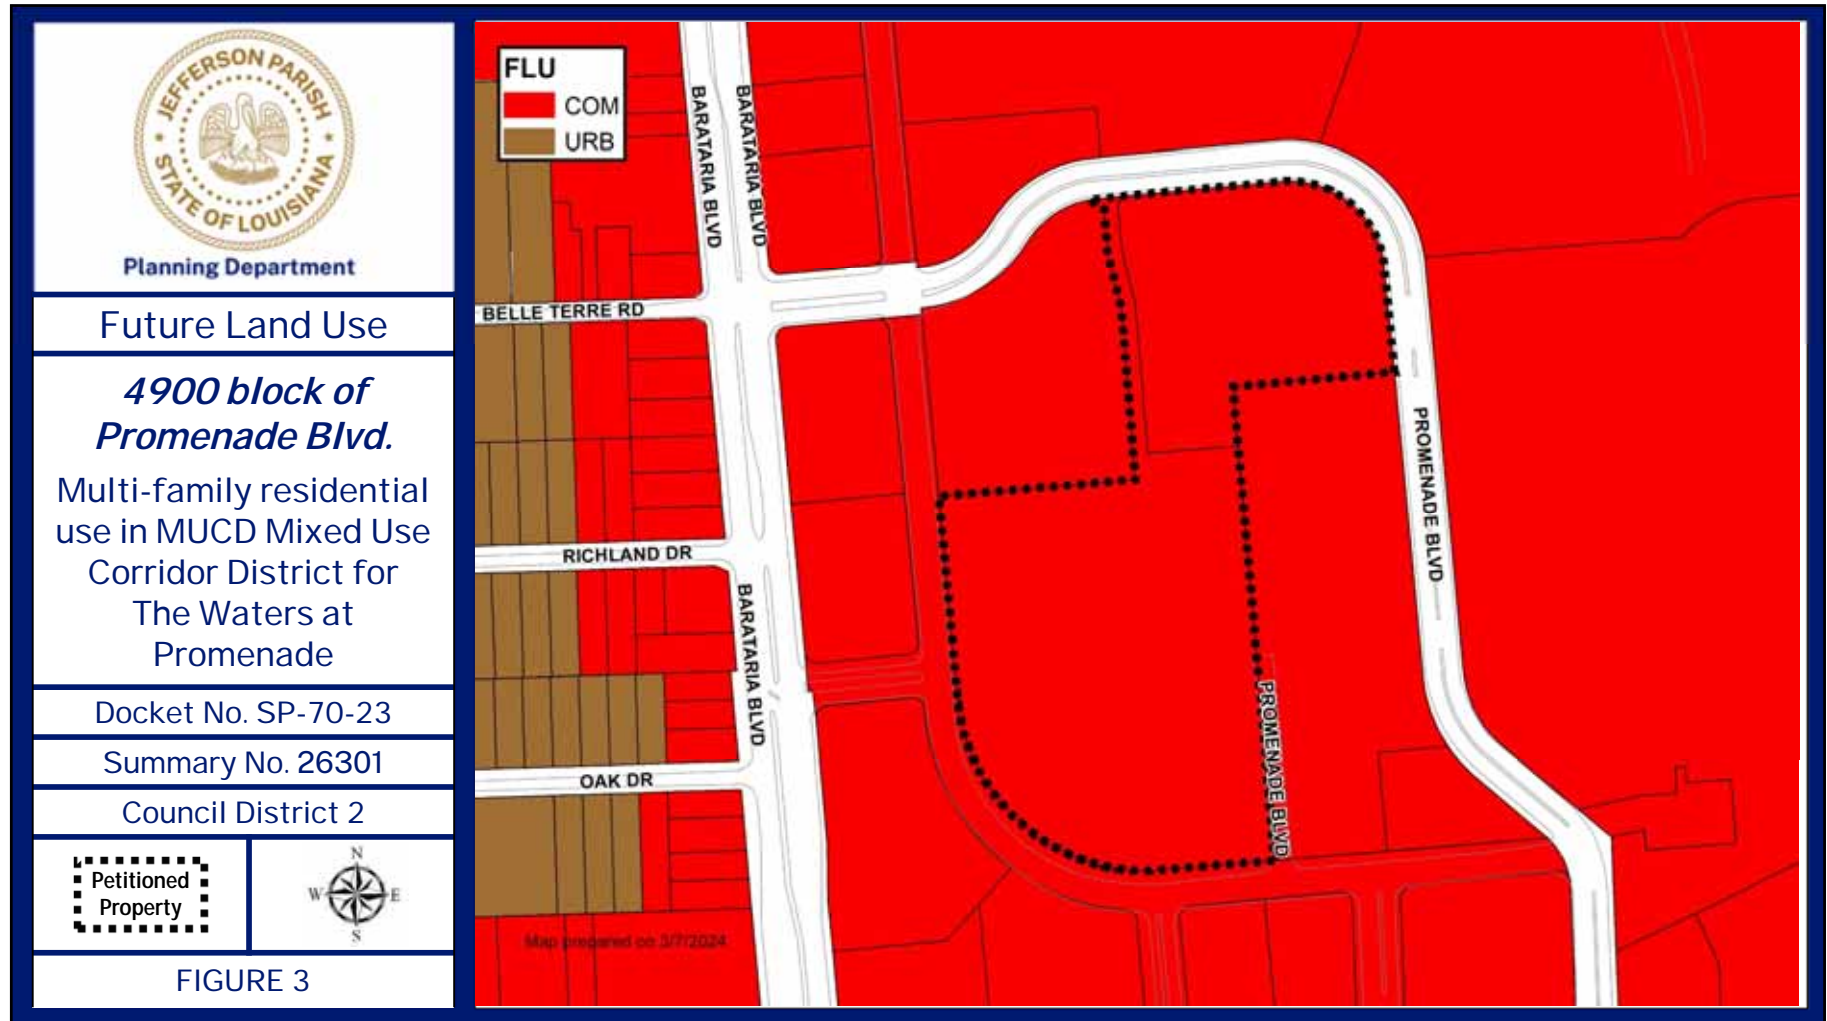 JEFFERSON PARISH
STATE OF LOUISIANA
Planning Department
Future Land Use
4900 block of
Promenade Blvd.
Multi-family residential
use in MUCD Mixed Use
Corridor District for
The Waters at
Promenade
Docket No. SP-70-23
Summary No. 26301
Council District 2
Petitioned
Property
N
W
E
S
FIGURE 3
FLU
COM
URB
BARATARIA BLVD
BARATARIA BLVD
BELLE TERRE RD
RICHLAND DR
BARATARIA BLVD
OAK DR
PROMENADE BLVD
PROMENADE BLVD
Map prepared on 3/7/2024